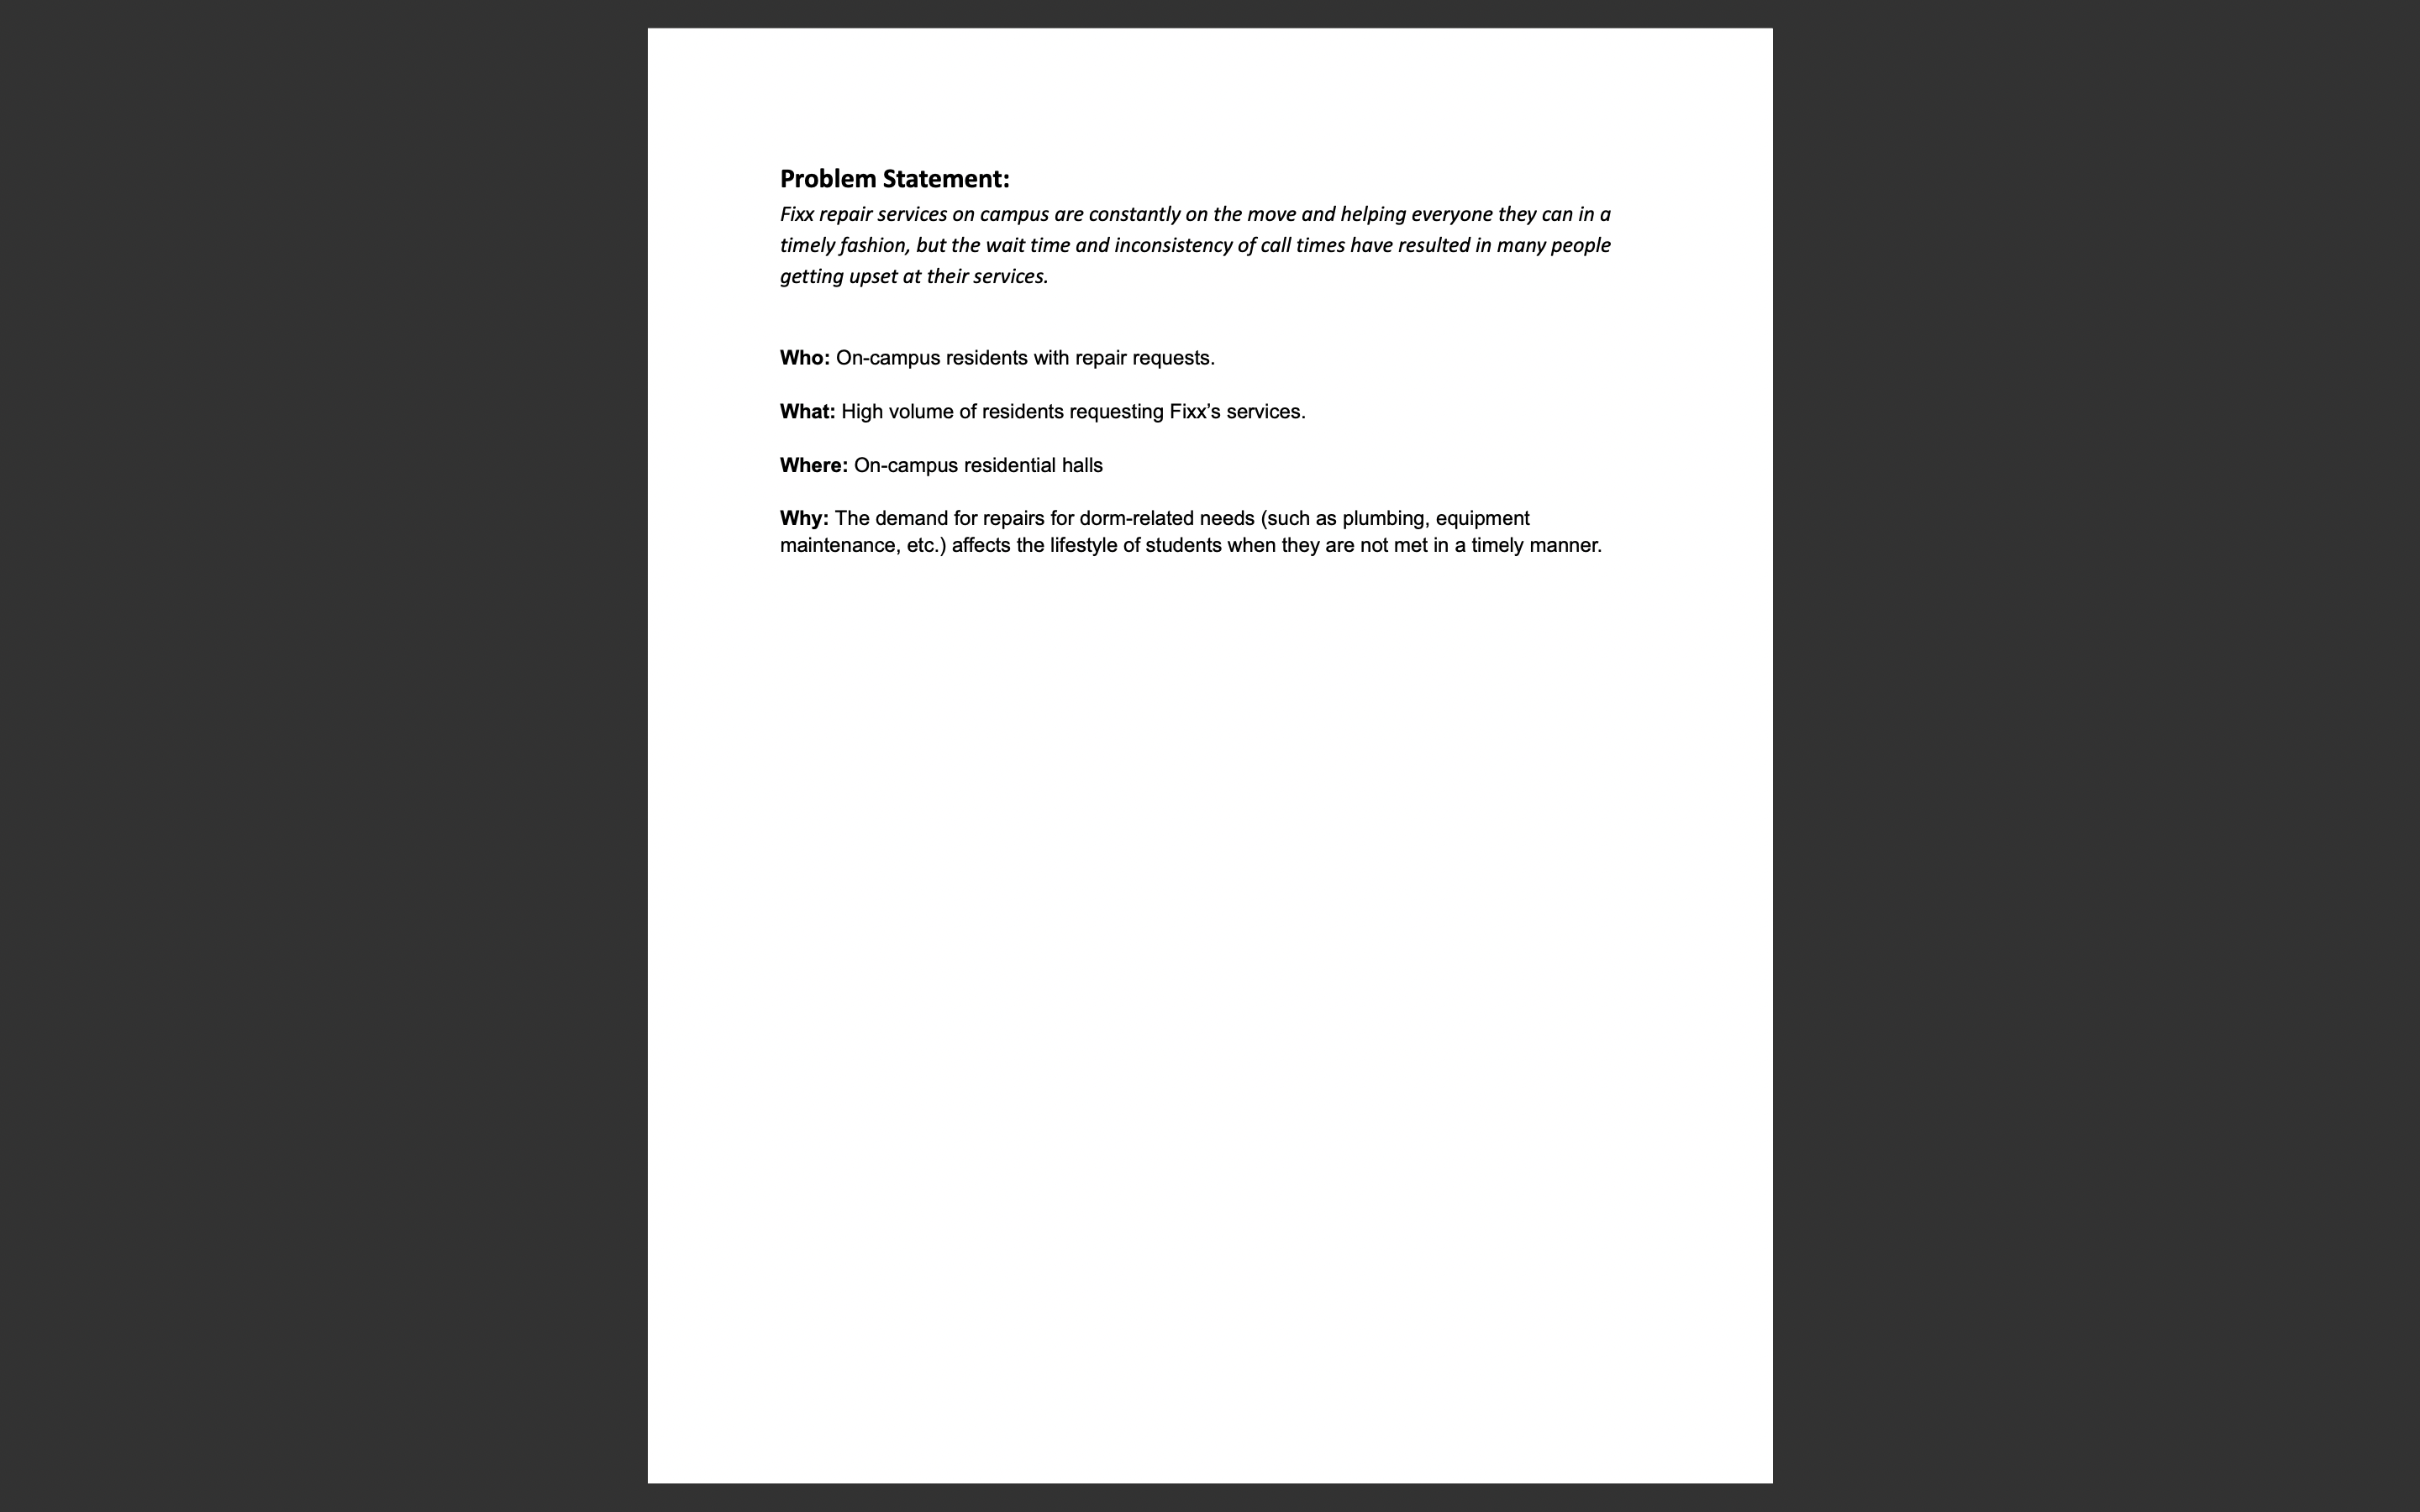 Problem Statement:
Fixx repair services on campus are constantly on the move and helping everyone they can in a
timely fashion, but the wait time and inconsistency of call times have resulted in many people
getting upset at their services.
Who: On-campus residents with repair requests.
What: High volume of residents requesting Fixx’s services.
Where: On-campus residential halls
Why: The demand for repairs for dorm-related needs (such as plumbing, equipment
maintenance, etc.) affects the lifestyle of students when they are not met in a timely manner.